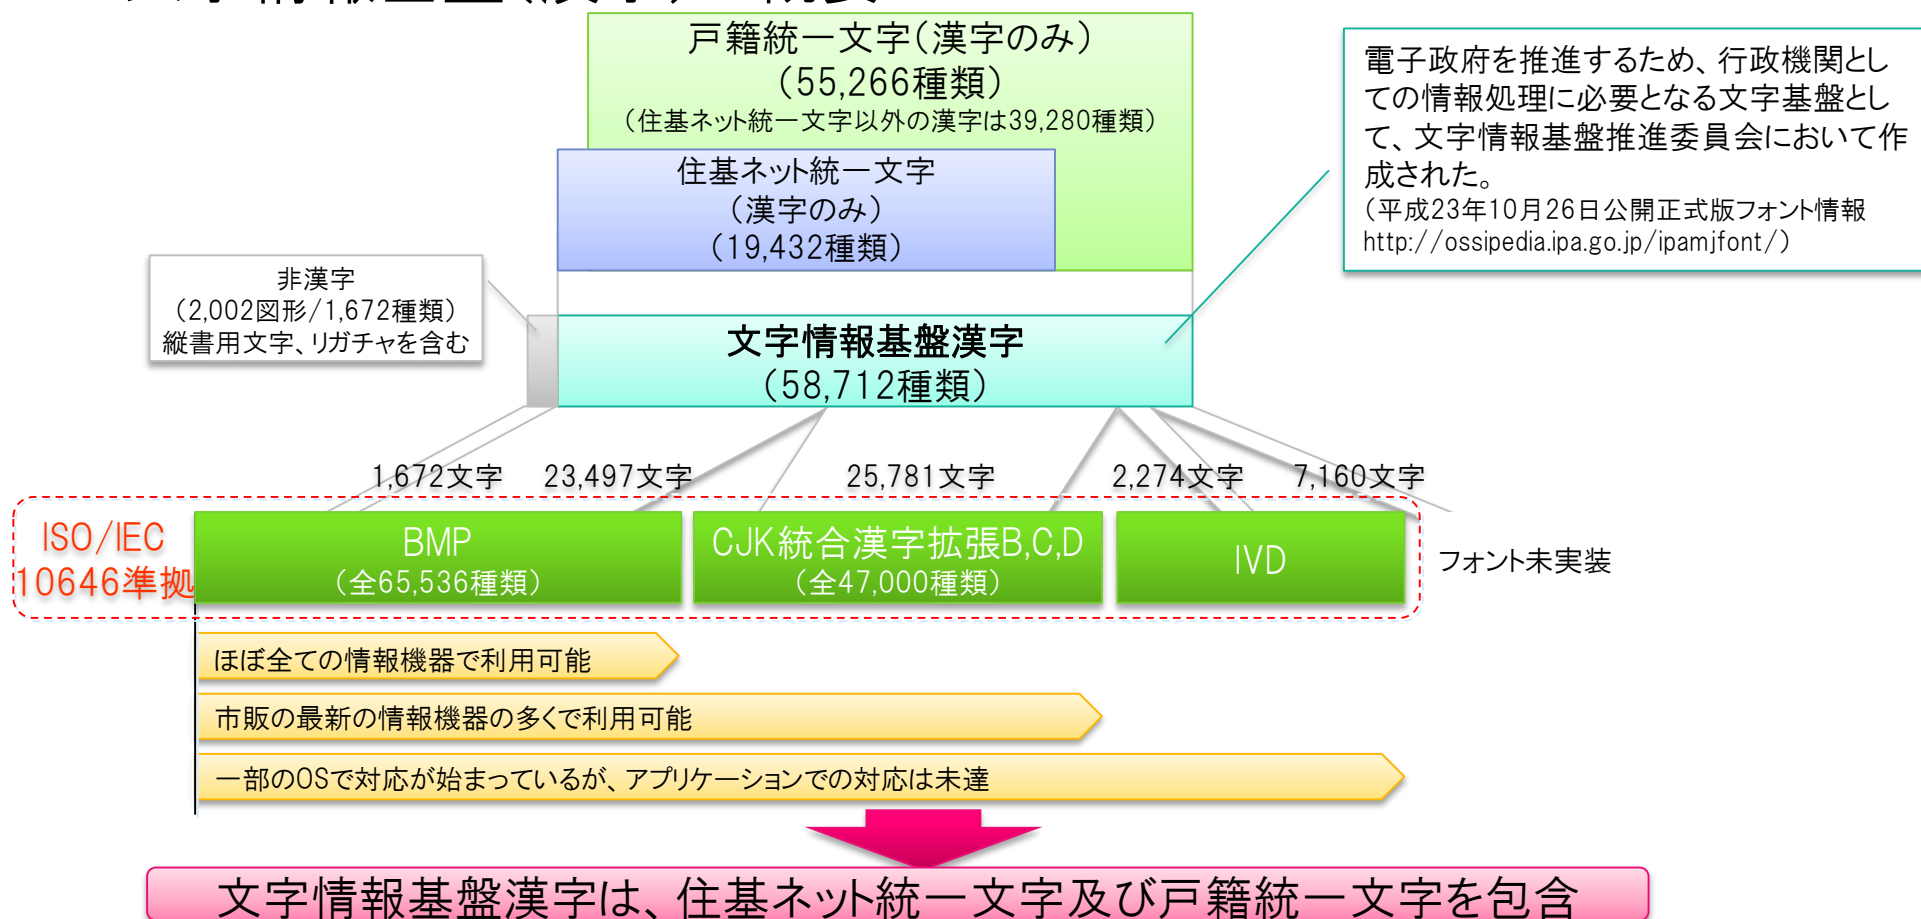 戸籍統一文字(漢字のみ)
(55,266種類)
(住基ネット統一文字以外の漢字は39,280種類)
住基ネット統一文字
(漢字のみ)
(19,432種類)
電子政府を推進するため、行政機関とし
ての情報処理に必要となる文字基盤とし
て、文字情報基盤推進委員会において作
成された。
(平成23年10月26日公開正式版フォント情報
http://ossipedia.ipa.go.jp/ipamjfont/)
非漢字
(2,002図形/1,672種類)
縦書用文字、リガチャを含む
文字情報基盤漢字
(58,712種類)
1,672文字
23,497文字
25,781文字
2,274文字
7,160文字
ISO/IEC
10646準拠
BMP
(全65,536種類)
CJK統合漢字拡張B,C,D
(全47,000種類)
IVD
フォント未実装
ほぼ全ての情報機器で利用可能
市販の最新の情報機器の多くで利用可能
一部のOSで対応が始まっているが、アプリケーションでの対応は未達
文字情報基盤漢字は、住基ネット統一文字及び戸籍統一文字を包含